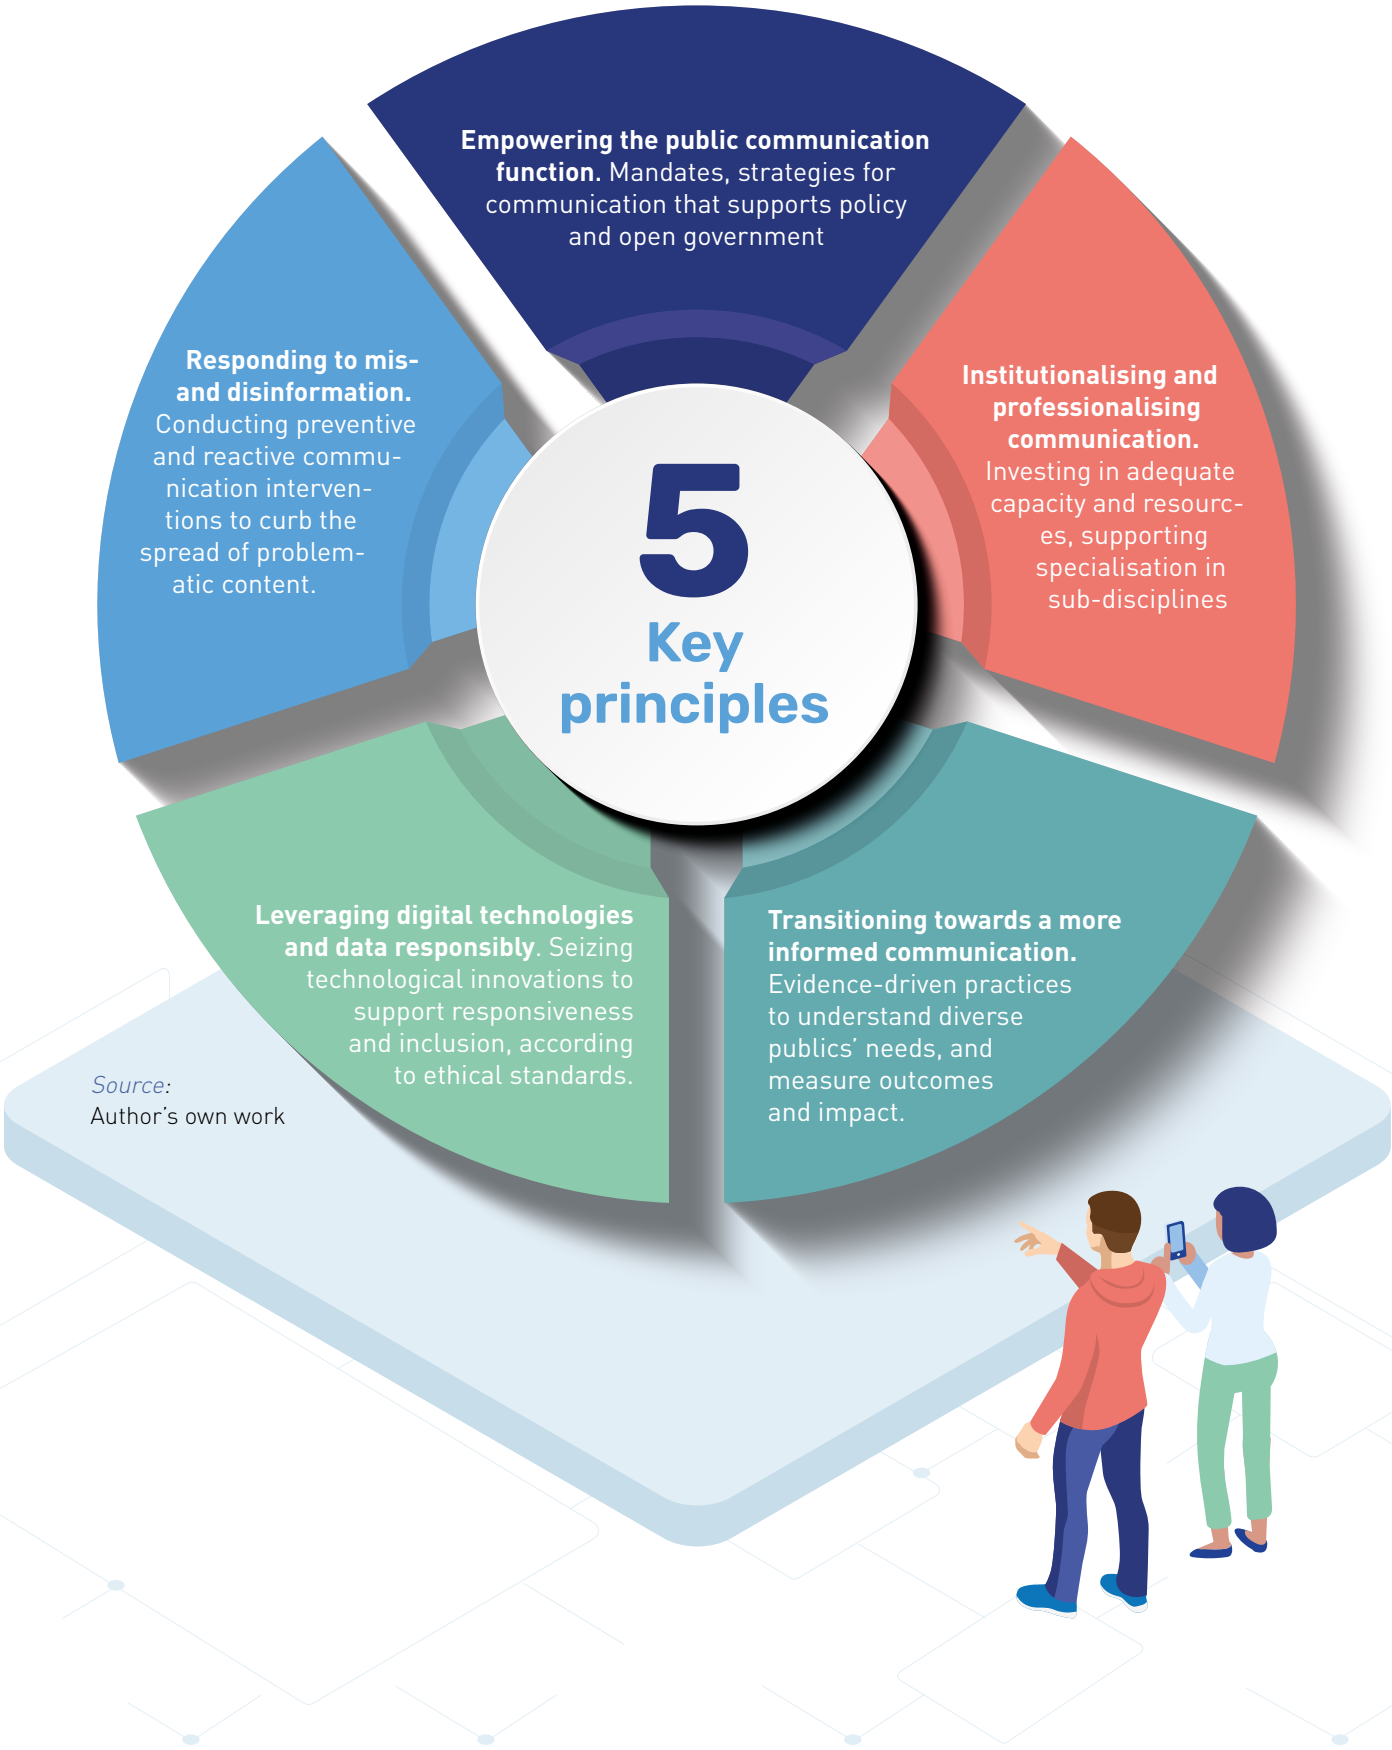 Empowering the public communication
function. Mandates, strategies for
communication that supports policy
and open government
Institutionalising and
professionalising
communication.
Investing in adequate
capacity and resourc-
es, supporting
specialisation in
sub-disciplines
Transitioning towards a more
informed communication.
Evidence-driven practices
to understand diverse
publics’ needs, and
measure outcomes
and impact.
Leveraging digital technologies
and data responsibly. Seizing
technological innovations to
support responsiveness
and inclusion, according
to ethical standards.
Responding to mis-
and disinformation.
Conducting preventive
and reactive commu-
nication interven-
tions to curb the
spread of problem-
atic content.
5
Key
principles
Source:
Author’s own work